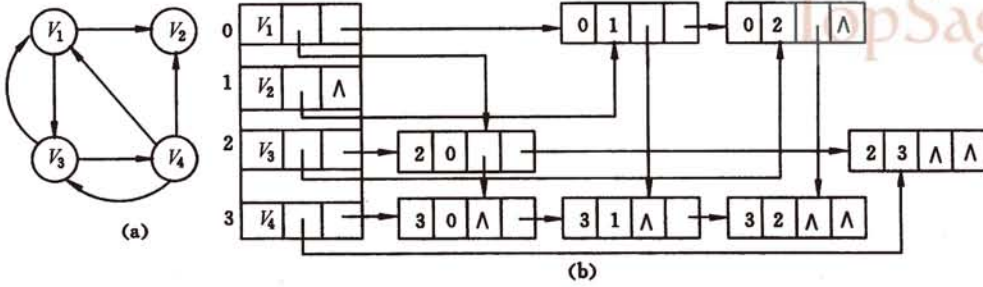 V₁ V₂
V₃ V₄
(a)
0 V₁ 0 1 0 2 ∧
1 V₂ ∧
2 V₃ 2 0 2 3 ∧ ∧
3 V₄ 3 0 ∧ 3 1 ∧ 3 2 ∧ ∧
(b)